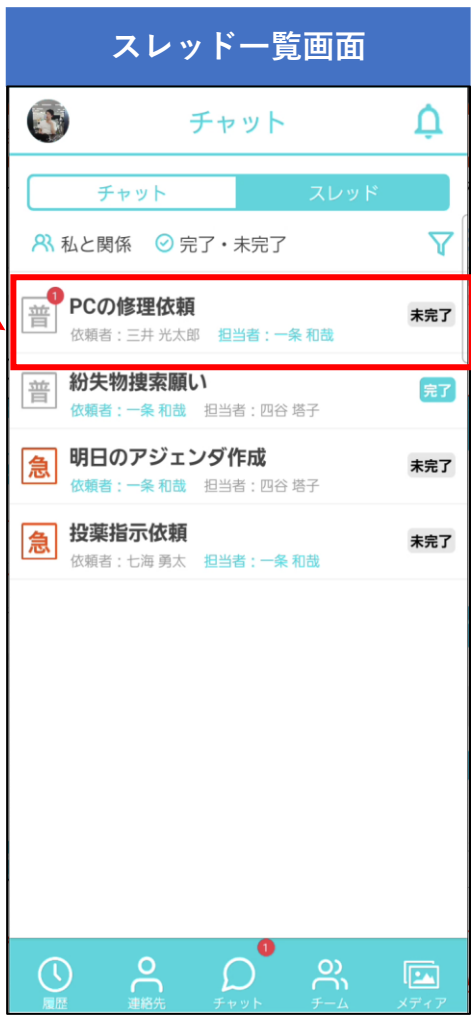 スレッド一覧画面
チャット
チャット スレッド
私と関係 完了・未完了
普 1 PCの修理依頼 未完了
依頼者：三井 光太郎 担当者：一条 和哉
普 紛失物捜索願い 完了
依頼者：一条 和哉 担当者：四谷 塔子
急 明日のアジェンダ作成 未完了
依頼者：一条 和哉 担当者：四谷 塔子
急 投薬指示依頼 未完了
依頼者：七海 勇太 担当者：一条 和哉
1
履歴 連絡先 チャット チーム メディア